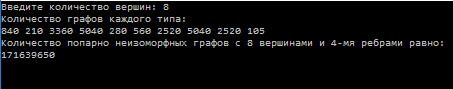 Введите количество вершин: 8
Количество графов каждого типа:
840 210 3360 5040 280 560 2520 5040 2520 105
Количество попарно неизоморфных графов с 8 вершинами и 4-мя ребрами равно:
171639650